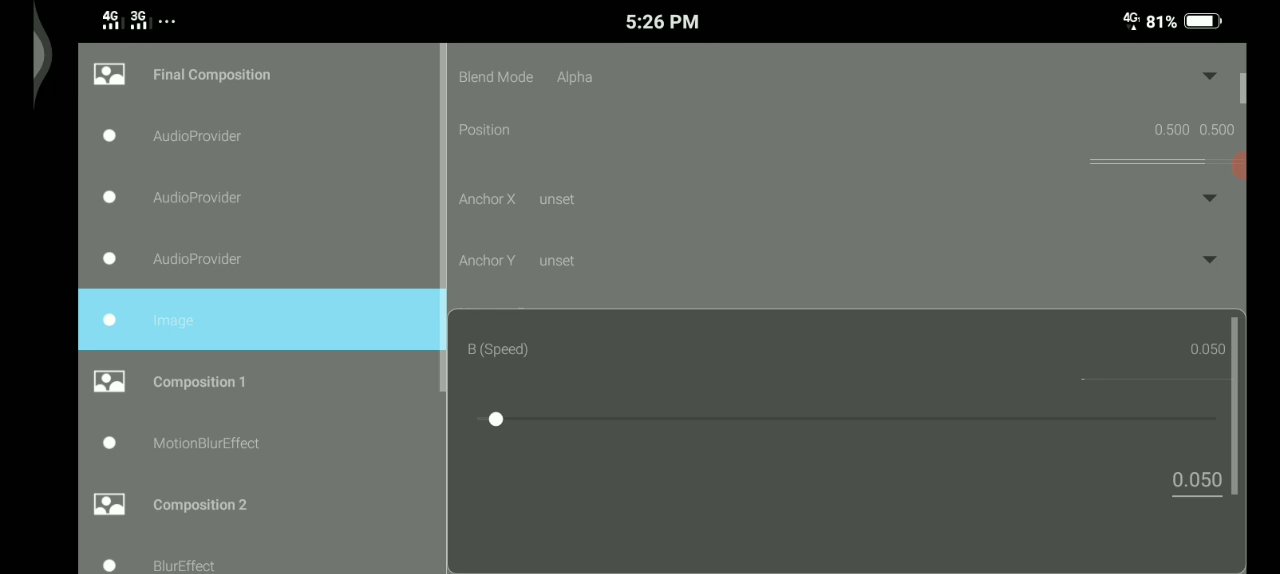 4G 3G ... 5:26 PM 4G 81%
Final Composition
AudioProvider
AudioProvider
AudioProvider
Image
Composition 1
MotionBlurEffect
Composition 2
BlurEffect
Blend Mode Alpha
Position 0.500 0.500
Anchor X unset
Anchor Y unset
B (Speed) 0.050
0.050